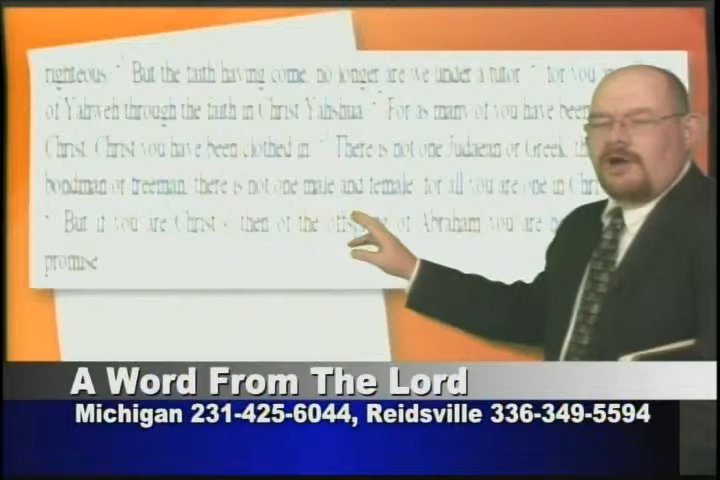 righteous. But the faith having come, no longer are we under a tutor for you
of Yahweh through the faith in Christ Yahshua For as many of you have been
Christ, Christ you have been clothed in. There is not one Judaean or Greek,
bondman or freeman, there is not one male and female, for all you are one in
But if you are Christ's, then of the offspring of Abraham you are
promise
A Word From The Lord
Michigan 231-425-6044, Reidsville 336-349-5594